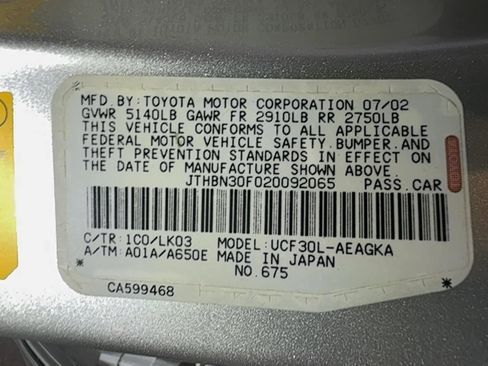 MFD.BY:TOYOTA MOTOR CORPORATION 07/02
GVWR 5140LB GAWR FR 2910LB RR 2750LB
THIS VEHICLE CONFORMS TO ALL APPLICABLE
FEDERAL MOTOR VEHICLE SAFETY,BUMPER,AND
THEFT PREVENTION STANDARDS IN EFFECT ON
THE DATE OF MANUFACTURE SHOWN ABOVE.
JTHBN30F020092065 PASS.CAR
C/TR:1C0/LK03 MODEL:UCF30L-AEAGKA
A/TM:A01A/A650E MADE IN JAPAN
NO.675
CA599468